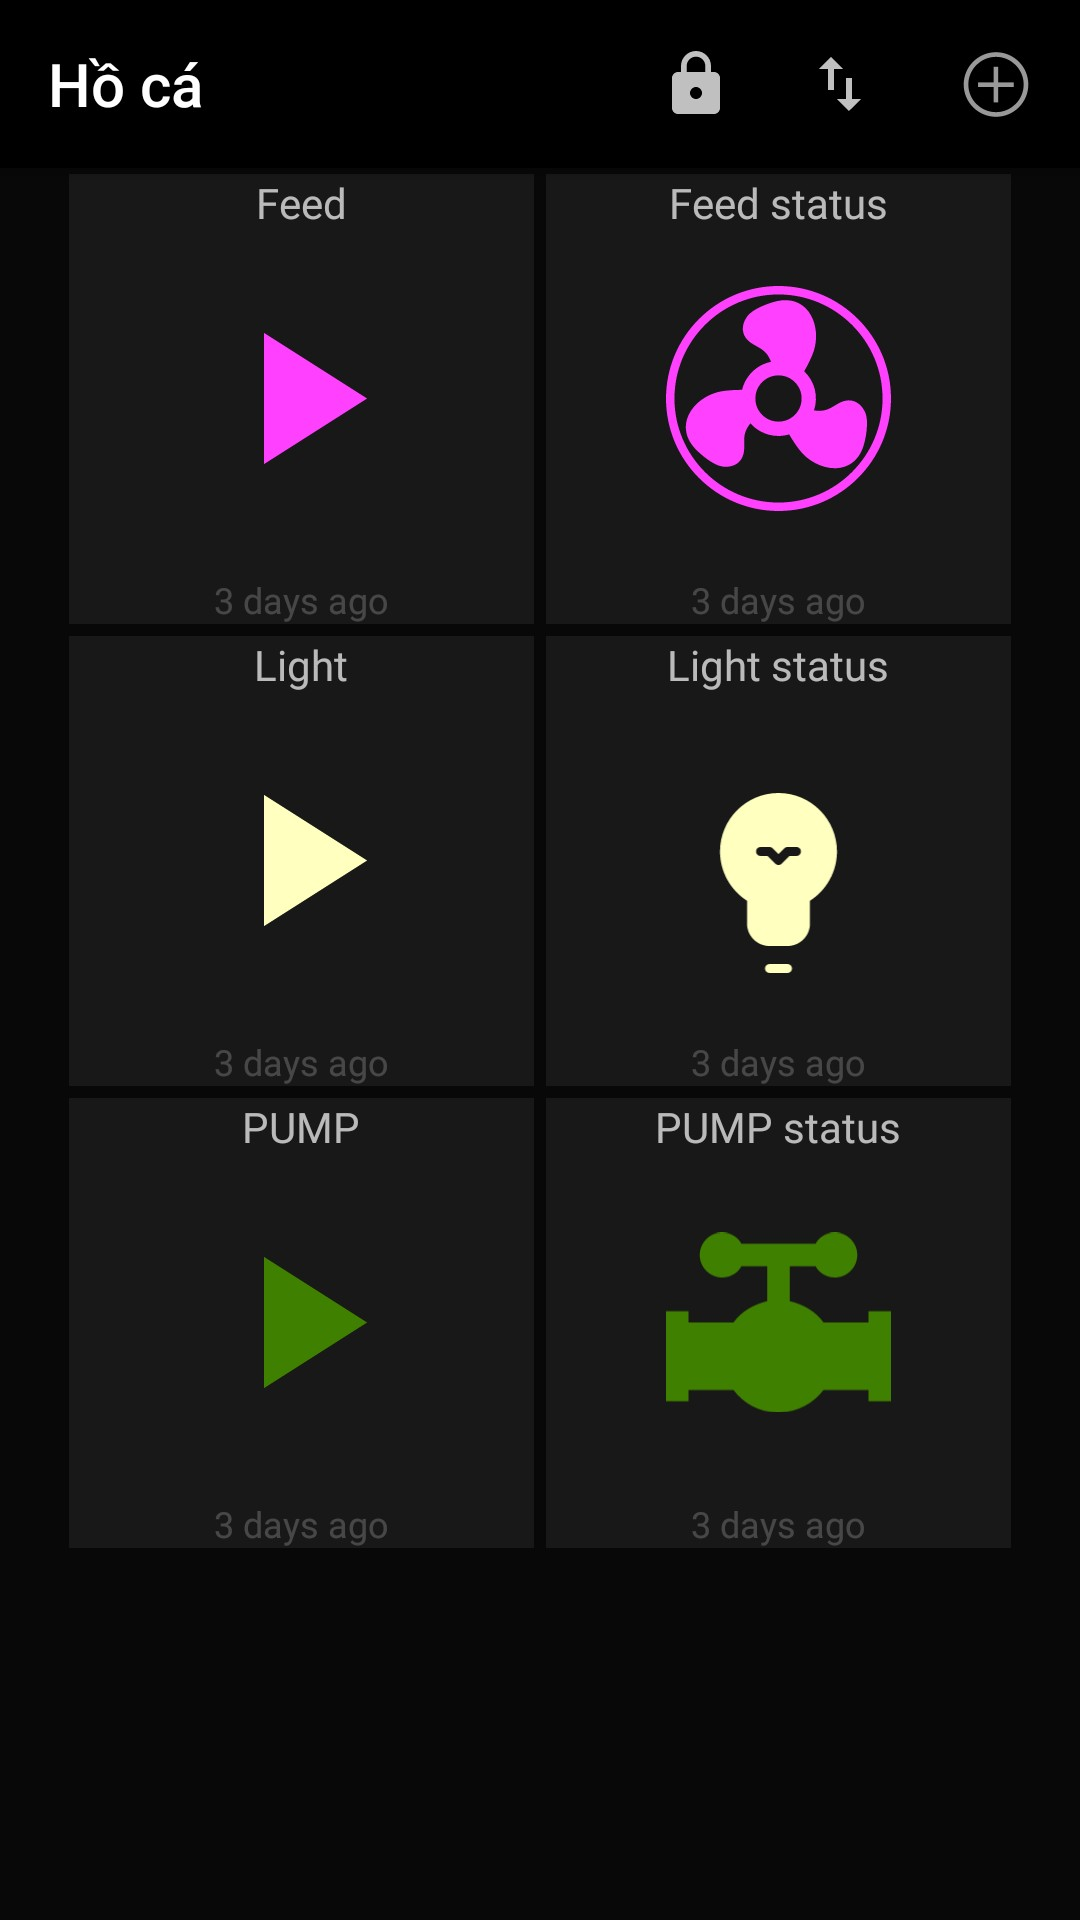 Hồ cá
Feed
Feed status
3 days ago
3 days ago
Light
Light status
3 days ago
3 days ago
PUMP
PUMP status
3 days ago
3 days ago